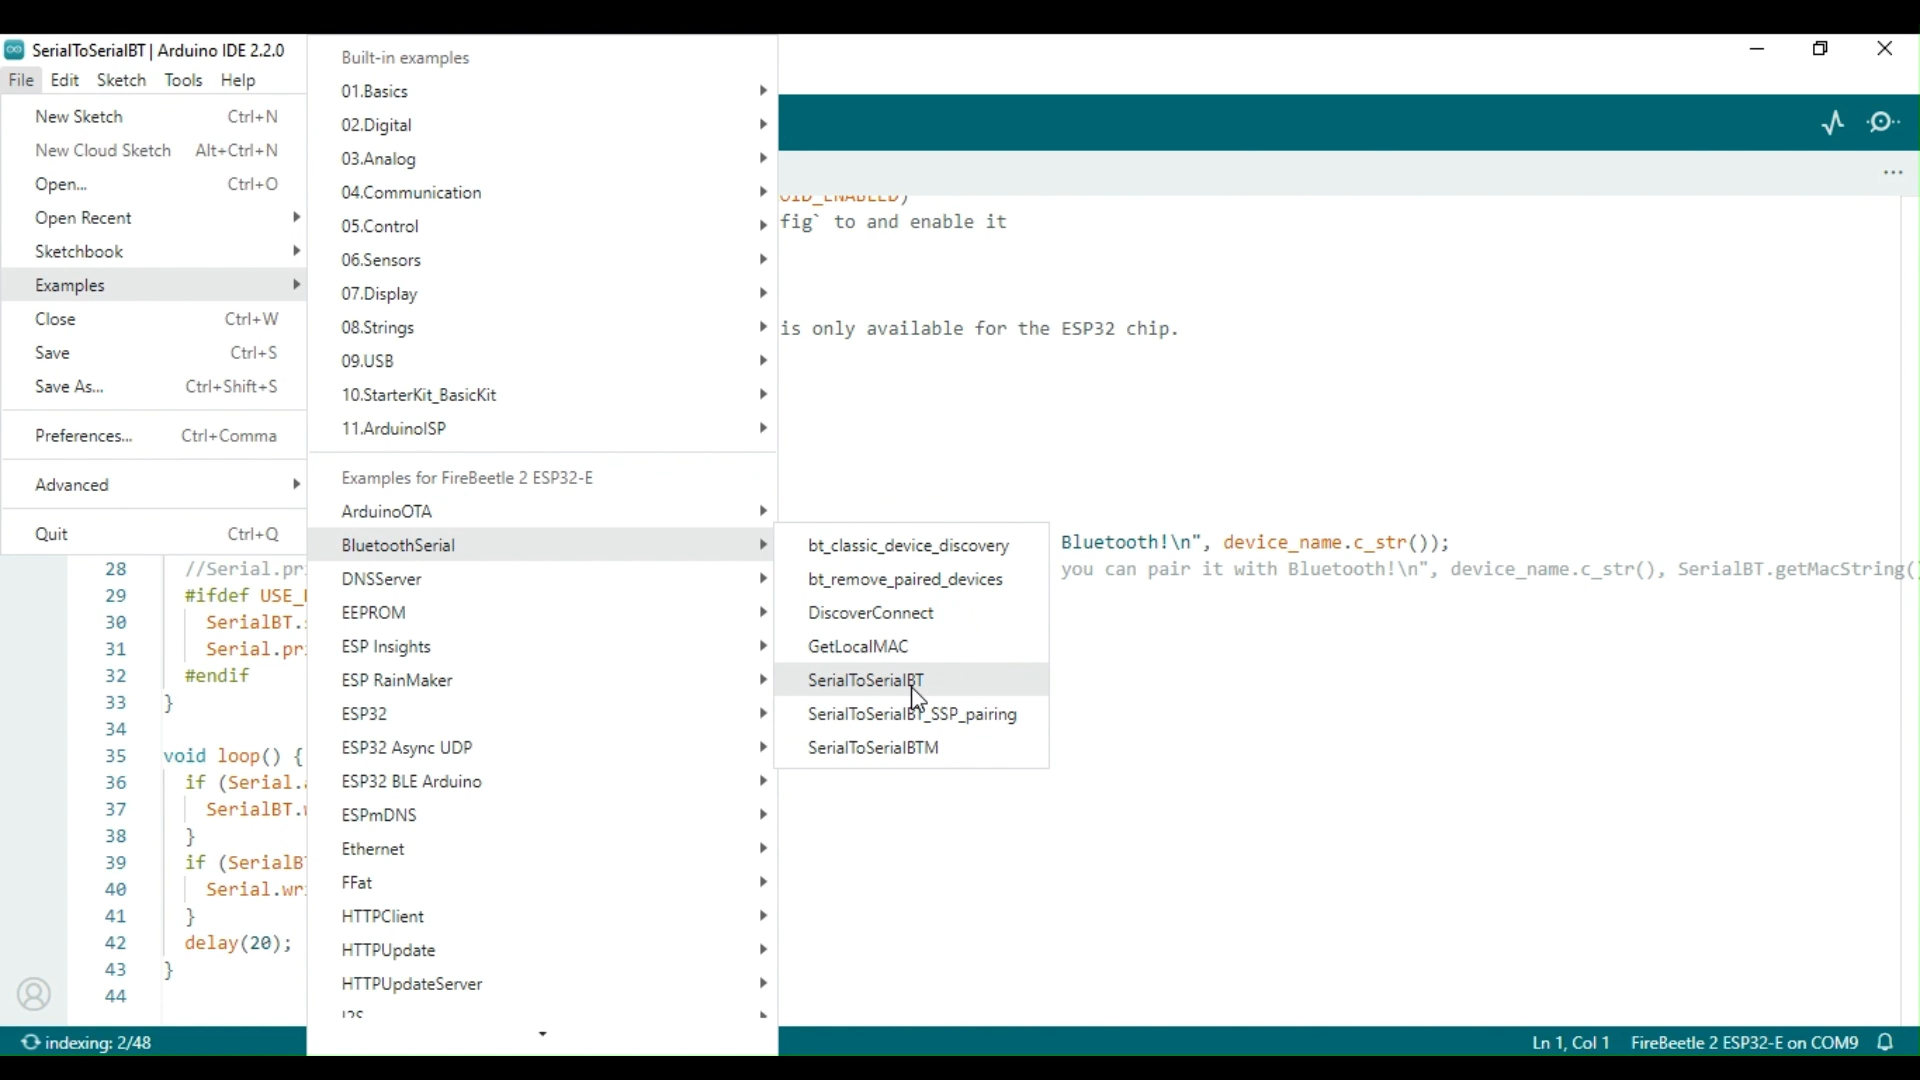 SerialToSerialBT | Arduino IDE 2.2.0
File Edit Sketch Tools Help
New Sketch Ctrl+N
New Cloud Sketch Alt+Ctrl+N
Open... Ctrl+O
Open Recent
Sketchbook
Examples
Close Ctrl+W
Save Ctrl+S
Save As... Ctrl+Shift+S
Preferences... Ctrl+Comma
Advanced
Quit Ctrl+Q
Built-in examples
01.Basics
02.Digital
03.Analog
04.Communication
05.Control
06.Sensors
07.Display
08.Strings
09.USB
10.StarterKit_BasicKit
11.ArduinoISP
Examples for FireBeetle 2 ESP32-E
ArduinoOTA
BluetoothSerial
DNSServer
EEPROM
ESP Insights
ESP RainMaker
ESP32
ESP32 Async UDP
ESP32 BLE Arduino
ESPmDNS
Ethernet
FFat
HTTPClient
HTTPUpdate
HTTPUpdateServer
bt_classic_device_discovery
bt_remove_paired_devices
DiscoverConnect
GetLocalMAC
SerialToSerialBT
SerialToSerialBT_SSP_pairing
SerialToSerialBTM
fig` to and enable it
is only available for the ESP32 chip.
Bluetooth!\n", device_name.c_str());
you can pair it with Bluetooth!\n", device_name.c_str(), SerialBT.getMacString(
28 //Serial.pr
29 #ifdef USE_
30 SerialBT.
31 Serial.pr
32 #endif
33 }
34
35 void loop() {
36 if (Serial.
37 SerialBT.
38 }
39 if (SerialB
40 Serial.wr
41 }
42 delay(20);
43 }
44
indexing: 2/48
Ln 1, Col 1 FireBeetle 2 ESP32-E on COM9